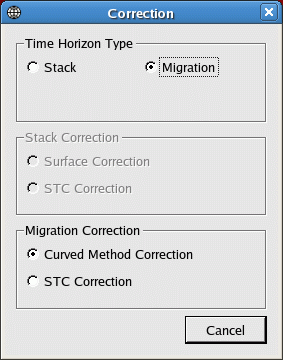 Correction
Time Horizon Type
Stack
Migration
Stack Correction
Surface Correction
STC Correction
Migration Correction
Curved Method Correction
STC Correction
Cancel